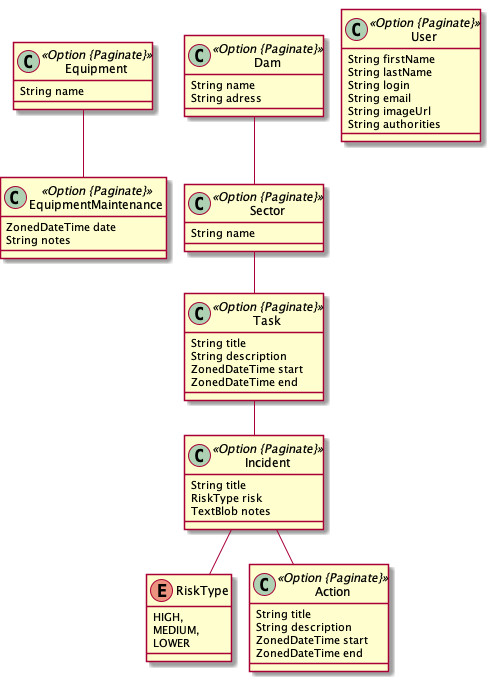 C
«Option {Paginate}»
Equipment
String name
C
«Option {Paginate}»
Dam
String name
String adress
C
«Option {Paginate}»
User
String firstName
String lastName
String login
String email
String imageUrl
String authorities
C
«Option {Paginate}»
EquipmentMaintenance
ZonedDateTime date
String notes
C
«Option {Paginate}»
Sector
String name
C
«Option {Paginate}»
Task
String title
String description
ZonedDateTime start
ZonedDateTime end
C
«Option {Paginate}»
Incident
String title
RiskType risk
TextBlob notes
E RiskType
HIGH,
MEDIUM,
LOWER
C
«Option {Paginate}»
Action
String title
String description
ZonedDateTime start
ZonedDateTime end